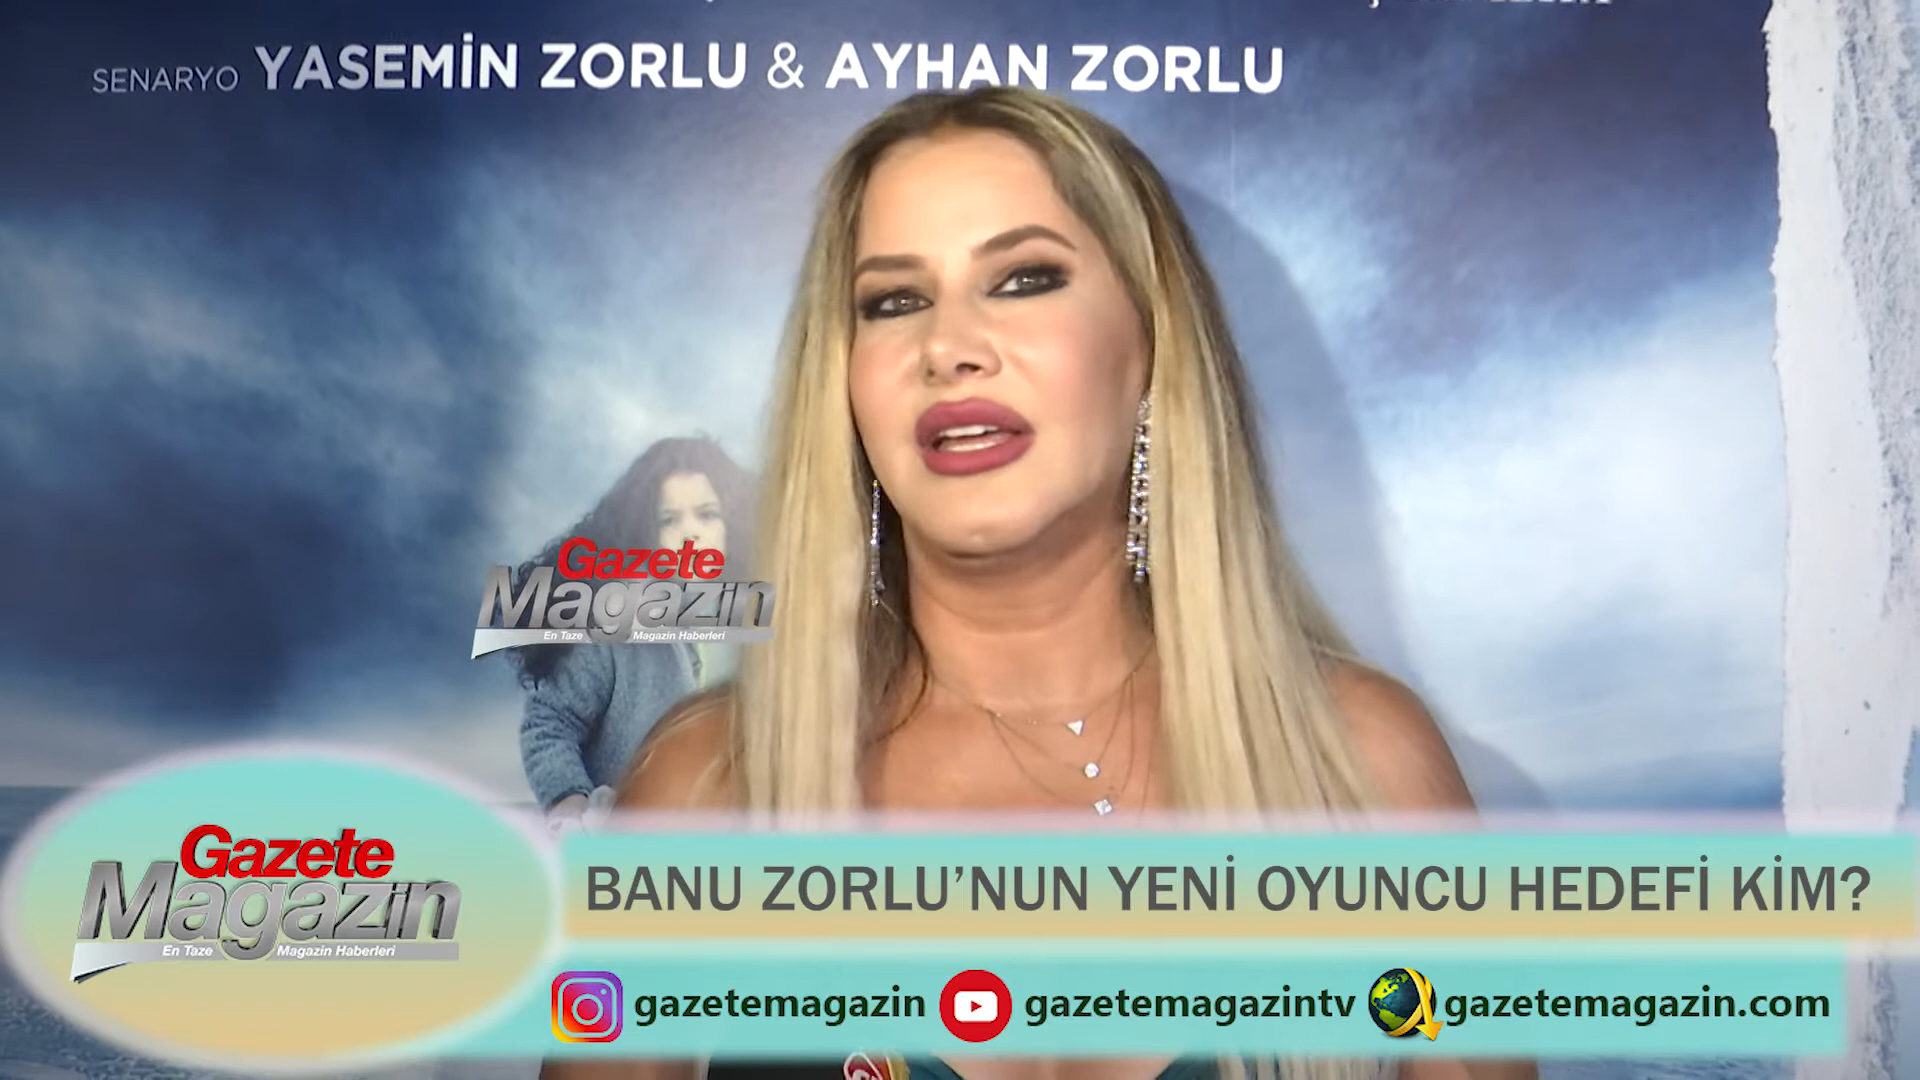 SENARYO YASEMİN ZORLU & AYHAN ZORLU
Gazete
Magazin
En Taze Magazin Haberleri
Gazete
Magazin
En Taze Magazin Haberleri
BANU ZORLU’NUN YENİ OYUNCU HEDEFİ KİM?
gazetemagazin gazetemagazintv gazetemagazin.com